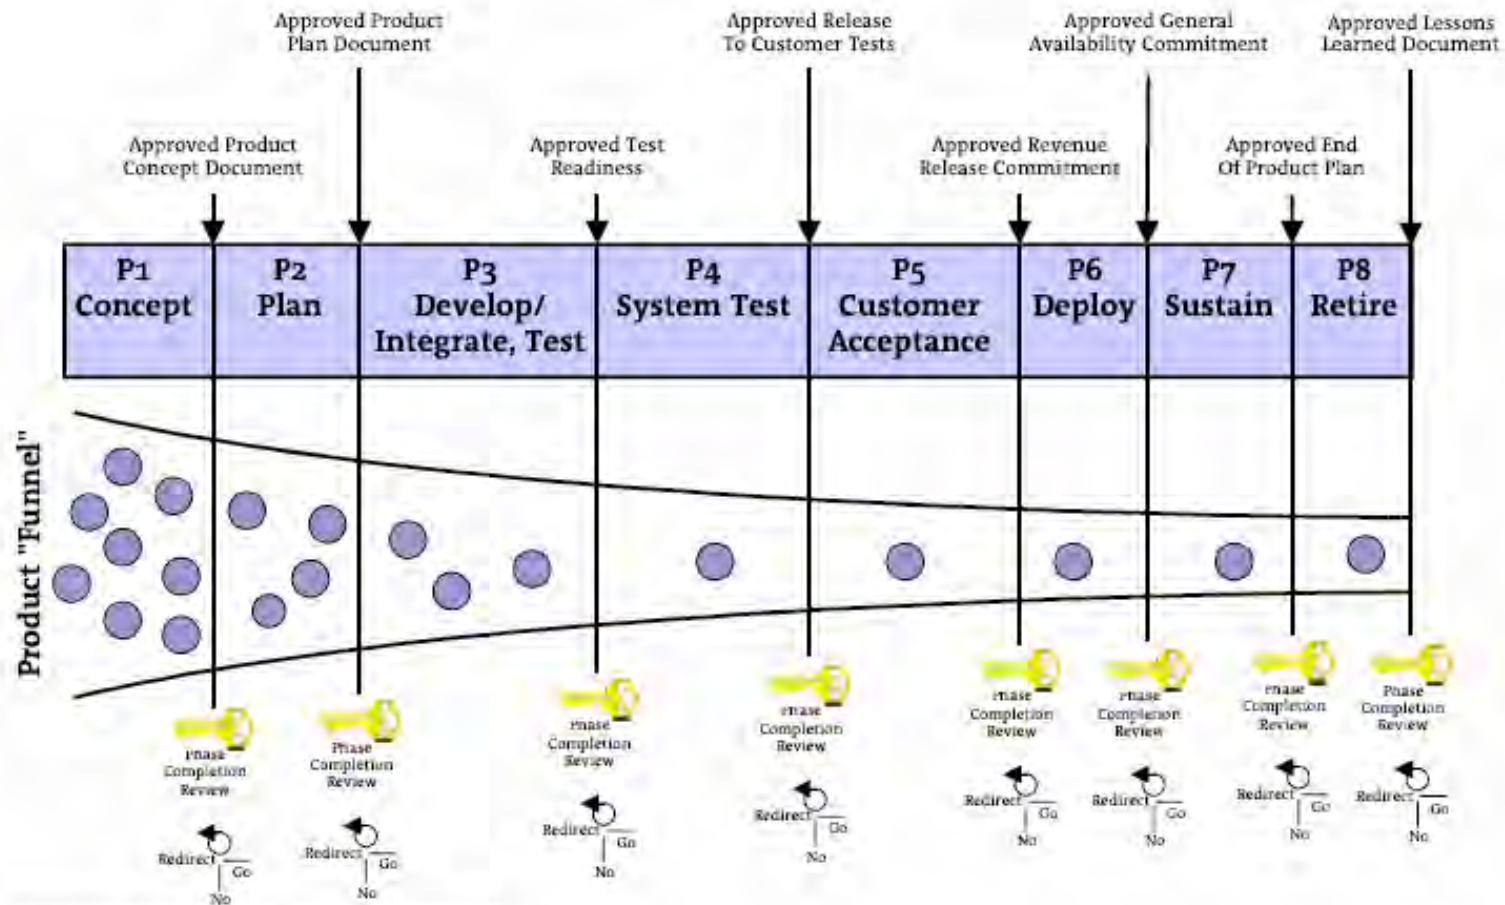 Approved Product
Plan Document
Approved Release
To Customer Tests
Approved General
Availability Commitment
Approved Lessons
Learned Document
Approved Product
Concept Document
Approved Test
Readiness
Approved Revenue
Release Commitment
Approved End
Of Product Plan
P1
Concept
P2
Plan
P3
Develop/
Integrate, Test
P4
System Test
P5
Customer
Acceptance
P6
Deploy
P7
Sustain
P8
Retire
Product "Funnel"
Phase
Completion
Review
Redirect
Go
No
Phase
Completion
Review
Redirect
Go
No
Phase
Completion
Review
Redirect
Go
No
Phase
Completion
Review
Redirect
Go
No
Phase
Completion
Review
Redirect
Go
No
Phase
Completion
Review
Redirect
Go
No
Phase
Completion
Review
Redirect
Go
No
Phase
Completion
Review
Redirect
Go
No